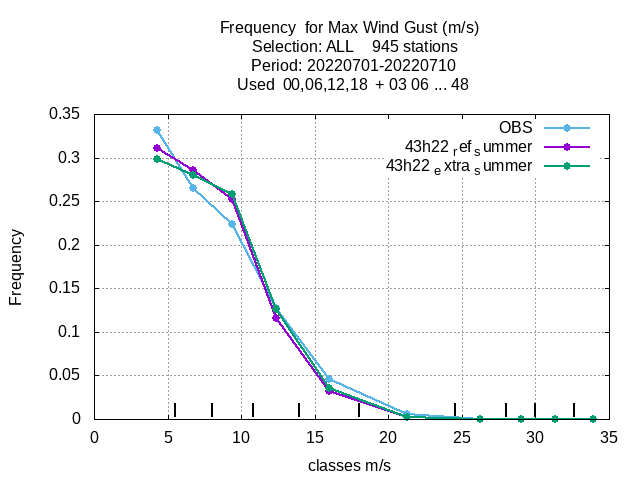 Frequency  for Max Wind Gust (m/s)
Selection: ALL    945 stations
Period: 20220701-20220710
Used  00,06,12,18  + 03 06 ... 48
OBS
43h22 ref summer
43h22 extra summer
0.35
0.3
0.25
0.2
0.15
0.1
0.05
0
Frequency
0 5 10 15 20 25 30 35
classes m/s